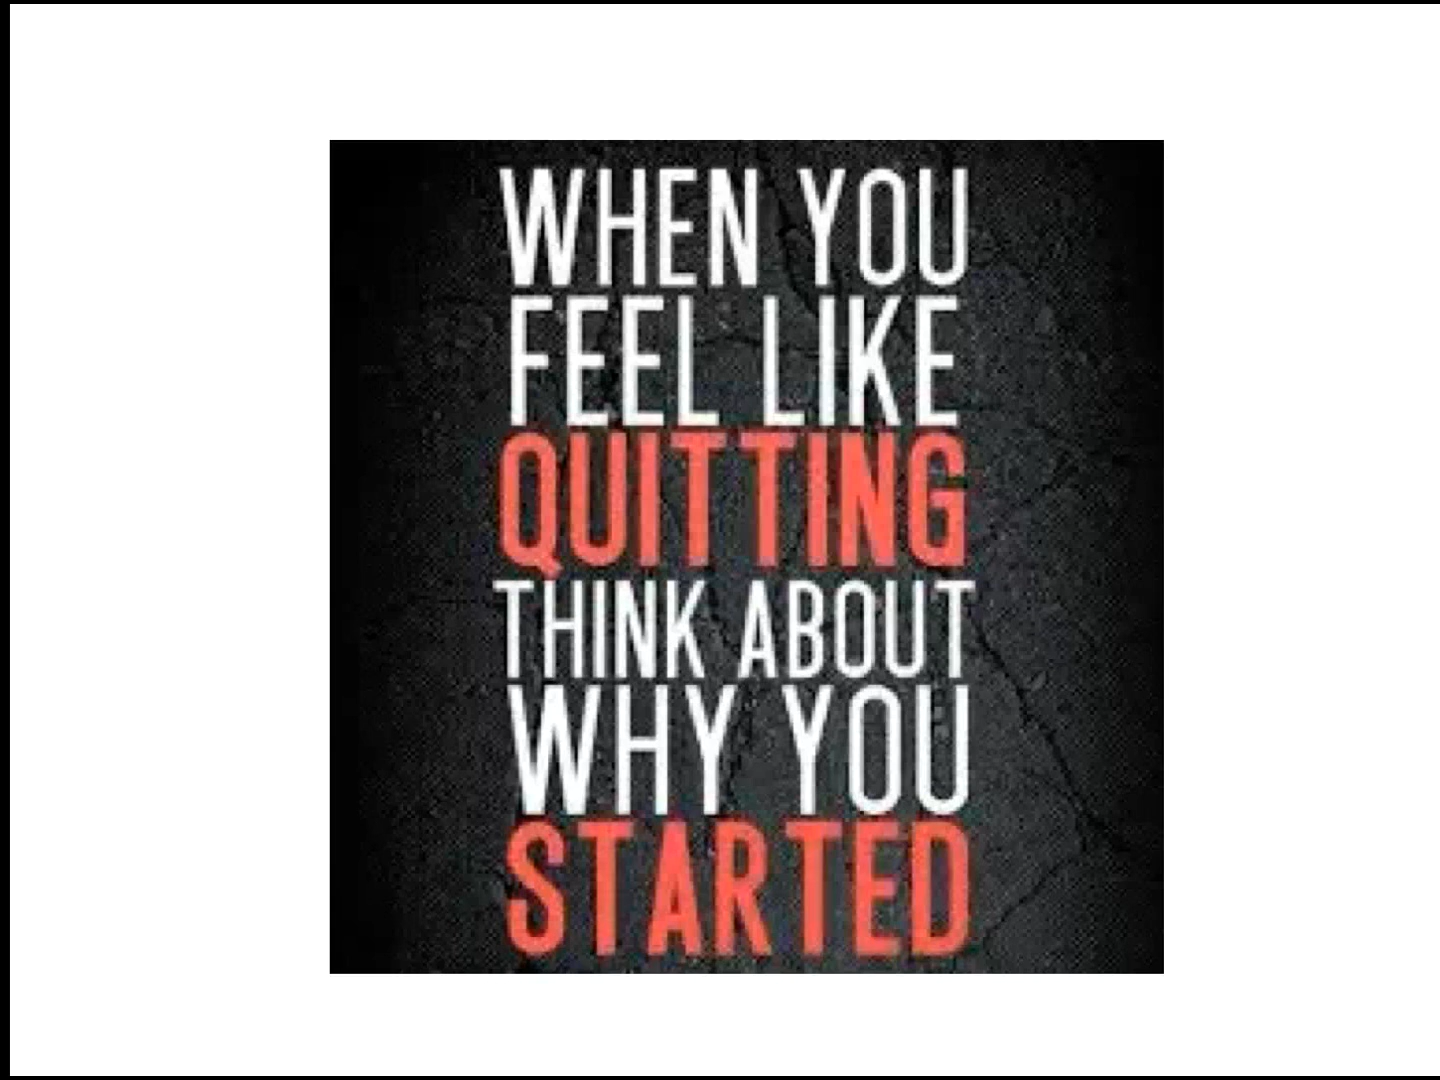 WHEN YOU
FEEL LIKE
QUITTING
THINK ABOUT
WHY YOU
STARTED